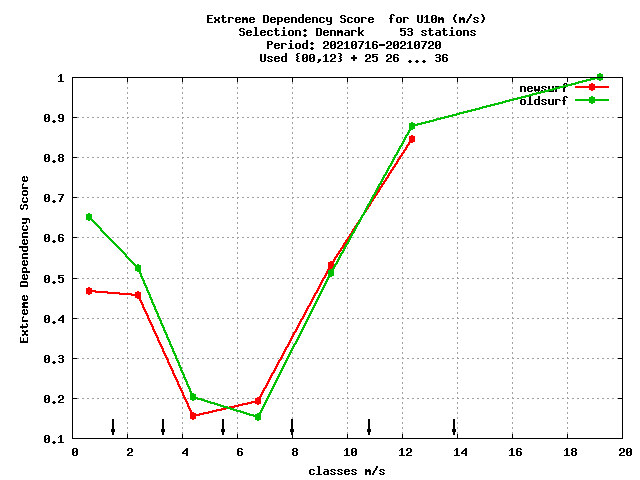 Extreme Dependency Score  for U10m (m/s)
Selection: Denmark     53 stations
Period: 20210716-20210720
Used {00,12} + 25 26 ... 36
newsurf
oldsurf
1
0.9
0.8
0.7
0.6
0.5
0.4
0.3
0.2
0.1
Extreme Dependency Score
0 2 4 6 8 10 12 14 16 18 20
classes m/s